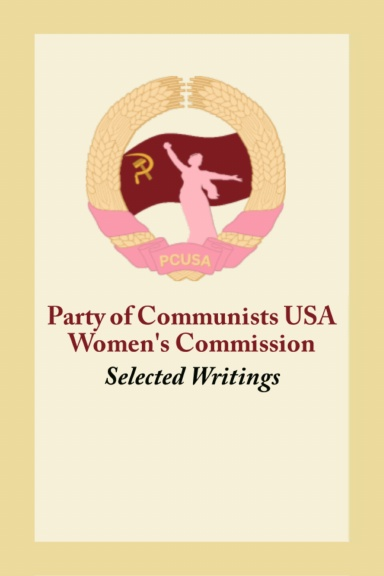 PCUSA
Party of Communists USA
Women's Commission
Selected Writings